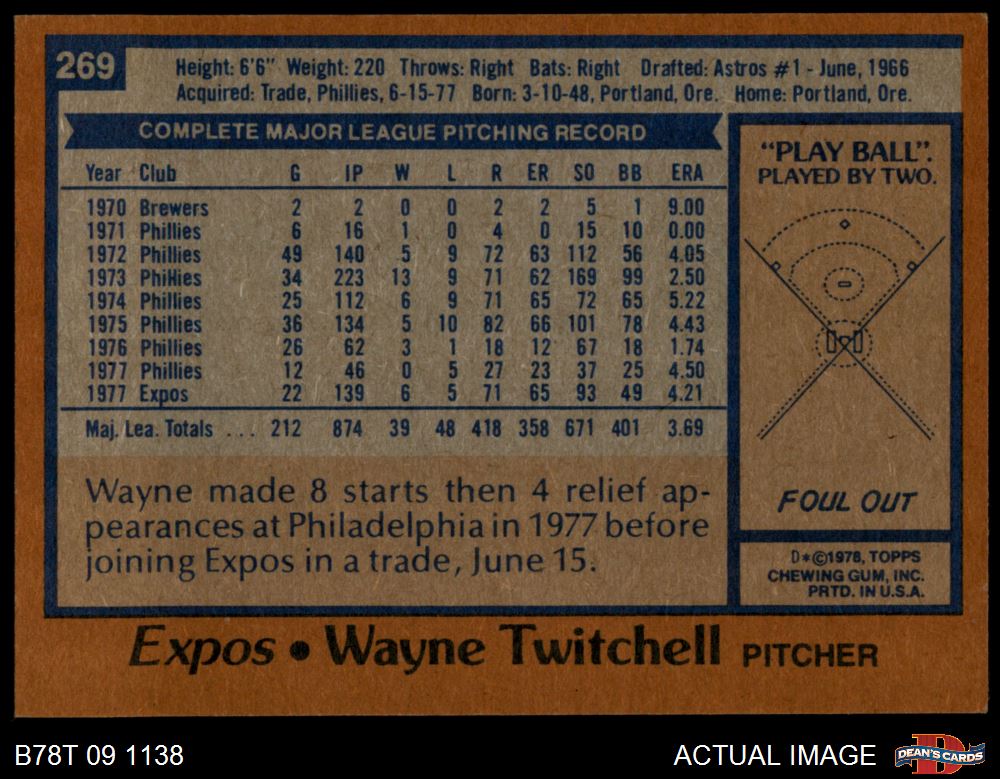 269
Height: 6'6" Weight: 220 Throws: Right Bats: Right Drafted: Astros #1 - June, 1966
Acquired: Trade, Phillies, 6-15-77 Born: 3-10-48, Portland, Ore. Home: Portland, Ore.
COMPLETE MAJOR LEAGUE PITCHING RECORD
Year Club G IP W L R ER SO BB ERA
1970 Brewers 2 2 0 0 2 2 5 1 9.00
1971 Phillies 6 16 1 0 4 0 15 10 0.00
1972 Phillies 49 140 5 9 72 63 112 56 4.05
1973 Phillies 34 223 13 9 71 62 169 99 2.50
1974 Phillies 25 112 6 9 71 65 72 65 5.22
1975 Phillies 36 134 5 10 82 66 101 78 4.43
1976 Phillies 26 62 3 1 18 12 67 18 1.74
1977 Phillies 12 46 0 5 27 23 37 25 4.50
1977 Expos 22 139 6 5 71 65 93 49 4.21
Maj. Lea. Totals ... 212 874 39 48 418 358 671 401 3.69
Wayne made 8 starts then 4 relief ap-
pearances at Philadelphia in 1977 before
joining Expos in a trade, June 15.
"PLAY BALL".
PLAYED BY TWO.
FOUL OUT
D*©1978, TOPPS
CHEWING GUM, INC.
PRTD. IN U.S.A.
Expos • Wayne Twitchell PITCHER
B78T 09 1138
ACTUAL IMAGE
D
DEAN'S CARDS